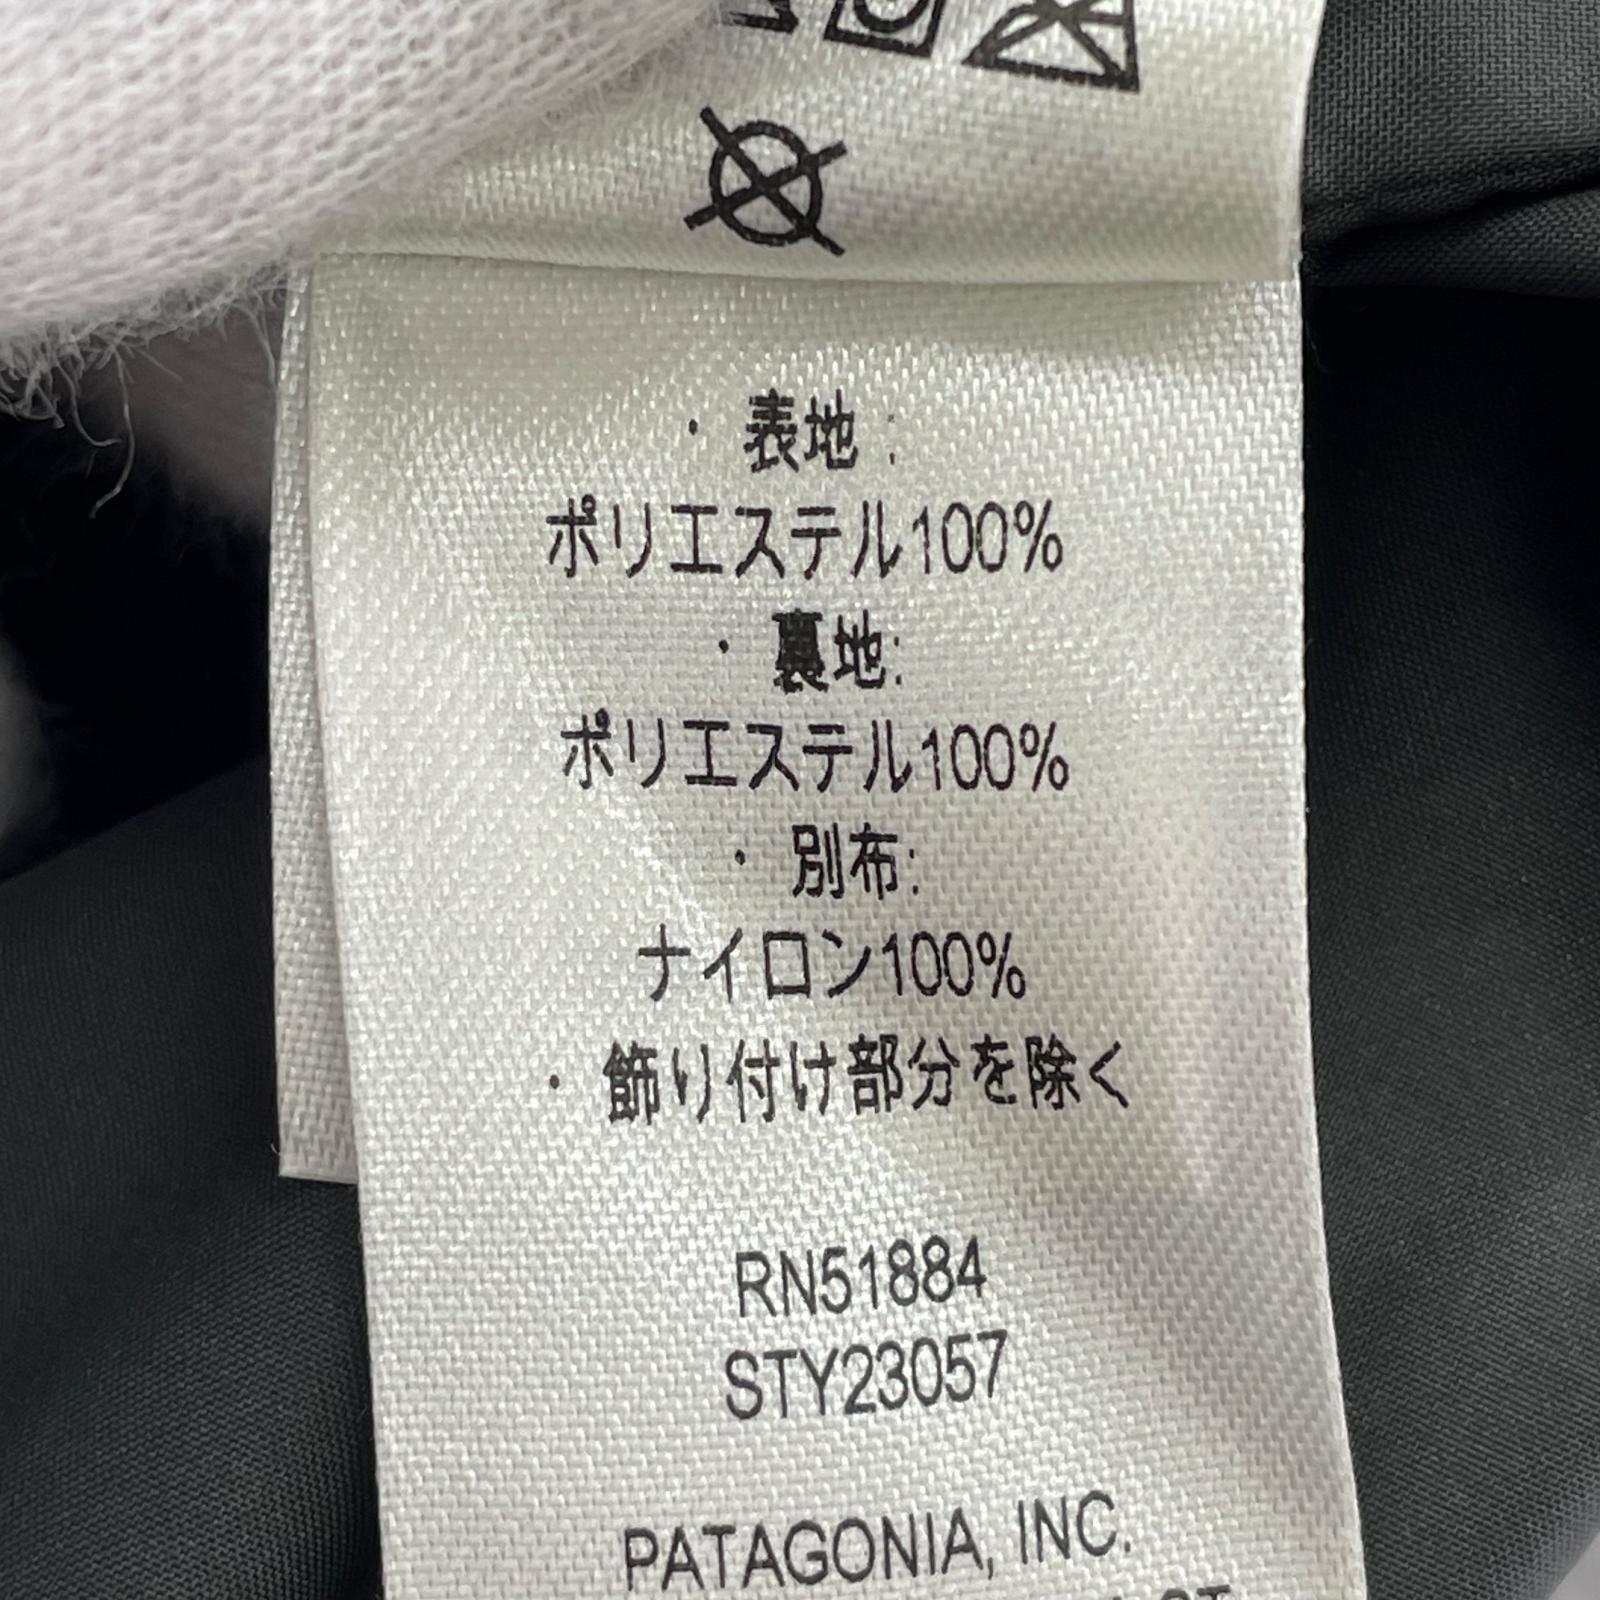 ・表地:
ポリエステル100%
・裏地:
ポリエステル100%
・別布:
ナイロン100%
・飾り付け部分を除く
RN51884
STY23057
PATAGONIA, INC.